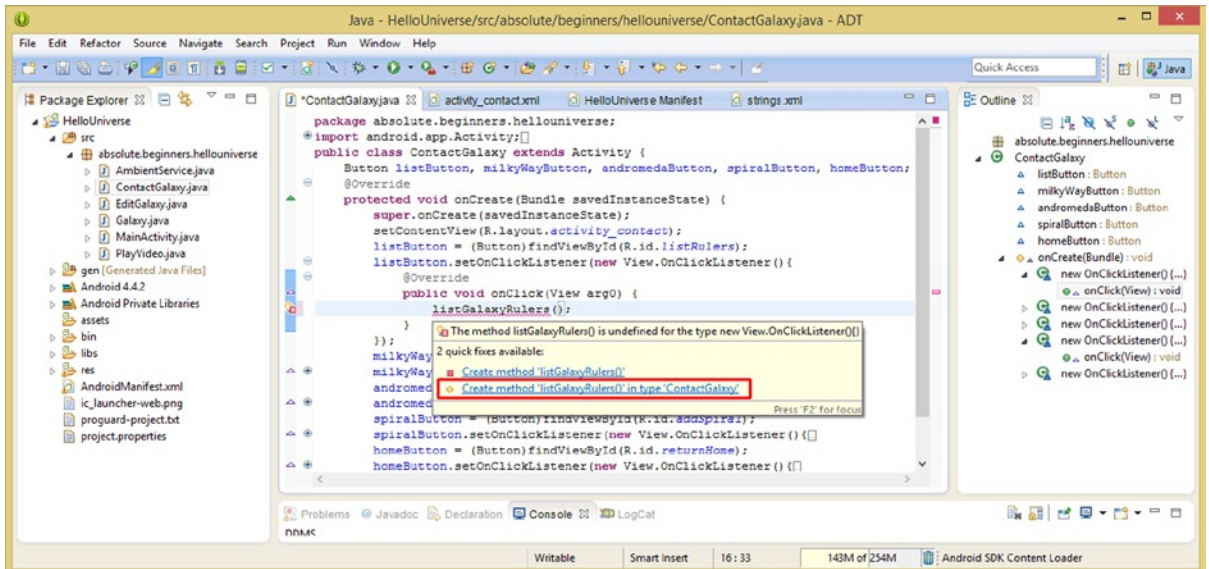 Java - HelloUniverse/src/absolute/beginners/hellouniverse/ContactGalaxy.java - ADT
File Edit Refactor Source Navigate Search Project Run Window Help
Quick Access
Java
Package Explorer
HelloUniverse
src
absolute.beginners.hellouniverse
AmbientService.java
ContactGalaxy.java
EditGalaxy.java
Galaxy.java
MainActivity.java
PlayVideo.java
gen [Generated Java Files]
Android 4.4.2
Android Private Libraries
assets
bin
libs
res
AndroidManifest.xml
ic_launcher-web.png
proguard-project.txt
project.properties
*ContactGalaxy.java activity_contact.xml HelloUniverse Manifest strings.xml
package absolute.beginners.hellouniverse;
import android.app.Activity;
public class ContactGalaxy extends Activity {
Button listButton, milkyWayButton, andromedaButton, spiralButton, homeButton;
@Override
protected void onCreate(Bundle savedInstanceState) {
super.onCreate(savedInstanceState);
setContentView(R.layout.activity_contact);
listButton = (Button)findViewById(R.id.listRulers);
listButton.setOnClickListener(new View.OnClickListener(){
@Override
public void onClick(View arg0) {
listGalaxyRulers();
}
});
milkyWay
milkyWay
andromed
andromed
spiralButton = (Button)findViewById(R.id.addSpiral);
spiralButton.setOnClickListener(new View.OnClickListener(){
homeButton = (Button)findViewById(R.id.returnHome);
homeButton.setOnClickListener(new View.OnClickListener(){
The method listGalaxyRulers() is undefined for the type new View.OnClickListener(){}
2 quick fixes available:
Create method 'listGalaxyRulers()'
Create method 'listGalaxyRulers()' in type 'ContactGalaxy'
Press 'F2' for focus
Outline
absolute.beginners.hellouniverse
ContactGalaxy
listButton : Button
milkyWayButton : Button
andromedaButton : Button
spiralButton : Button
homeButton : Button
onCreate(Bundle) : void
new OnClickListener() {...}
onClick(View) : void
new OnClickListener() {...}
new OnClickListener() {...}
new OnClickListener() {...}
onClick(View) : void
new OnClickListener() {...}
Problems Javadoc Declaration Console LogCat
DDMS
Writable Smart Insert 16 : 33 143M of 254M Android SDK Content Loader